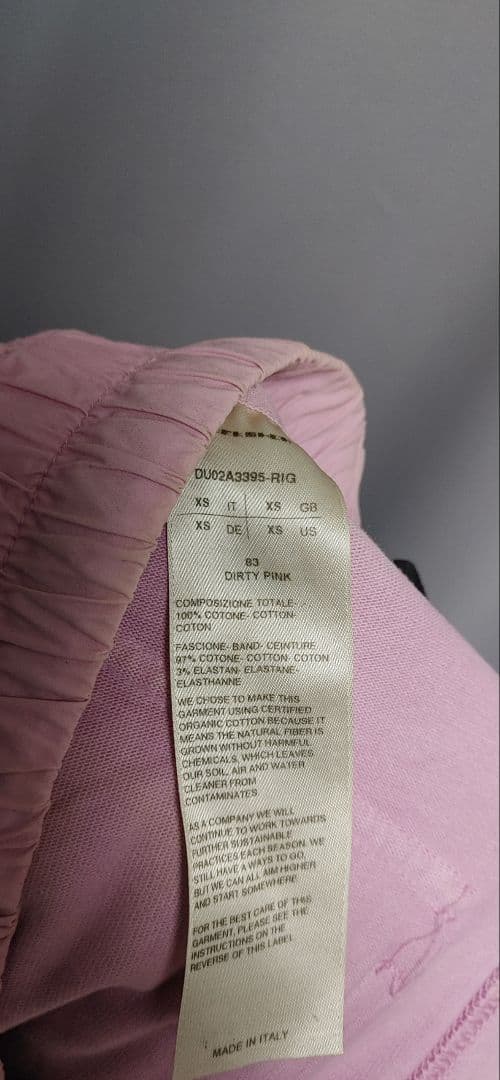 DU02A3395-RIG
XS IT XS GB
XS DE XS US
83
DIRTY PINK
COMPOSIZIONE TOTALE-
100% COTONE- COTTON-
COTON
FASCIONE- BAND- CEINTURE
97% COTONE- COTTON- COTON
3% ELASTAN- ELASTANE-
ELASTHANNE
WE CHOSE TO MAKE THIS
GARMENT USING CERTIFIED
ORGANIC COTTON BECAUSE IT
MEANS THE NATURAL FIBER IS
GROWN WITHOUT HARMFUL
CHEMICALS, WHICH LEAVES
OUR SOIL, AIR AND WATER
CLEANER FROM
CONTAMINATES
AS A COMPANY WE WILL
CONTINUE TO WORK TOWARDS
FURTHER SUSTAINABLE
PRACTICES EACH SEASON. WE
STILL HAVE A WAYS TO GO,
BUT WE CAN ALL AIM HIGHER
AND START SOMEWHERE
FOR THE BEST CARE OF THIS
GARMENT, PLEASE SEE THE
INSTRUCTIONS ON THE
REVERSE OF THIS LABEL
MADE IN ITALY